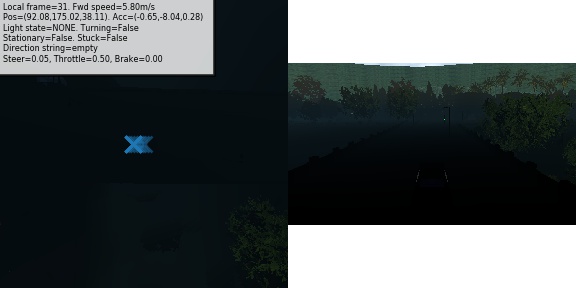 Local frame=31. Fwd speed=5.80m/s
Pos=(92.08,175.02,38.11). Acc=(-0.65,-8.04,0.28)
Light state=NONE. Turning=False
Stationary=False. Stuck=False
Direction string=empty
Steer=0.05, Throttle=0.50, Brake=0.00